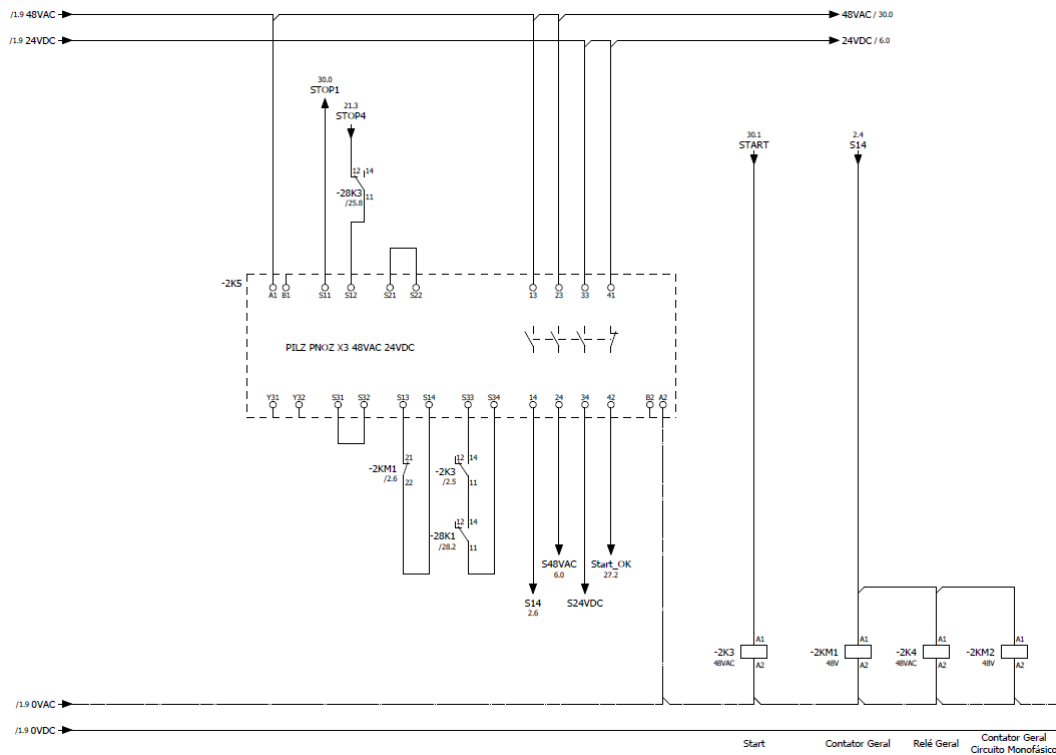 /1.9 48VAC
48VAC / 30.0
/1.9 24VDC
24VDC / 6.0
30.0
STOP1
21.3
STOP4
30.1
START
2.4
S14
12 14
-28K3
/25.8
11
-2K5
A1 B1 S11 S12 S21 S22 13 23 33 41
PILZ PNOZ X3 48VAC 24VDC
Y31 Y32 S31 S32 S13 S14 S33 S34 14 24 34 42 B2 A2
21
-2KM1
/2.6
22
12 14
-2K3
/2.5
11
12 14
-28K1
/28.2
11
S48VAC
6.0
Start_OK
27.2
S14
2.6
S24VDC
A1
-2K3
48VAC
A2
A1
-2KM1
48V
A2
A1
-2K4
48VAC
A2
A1
-2KM2
48V
A2
/1.9 0VAC
/1.9 0VDC
Start
Contator Geral
Relé Geral
Contator Geral
Circuito Monofásico